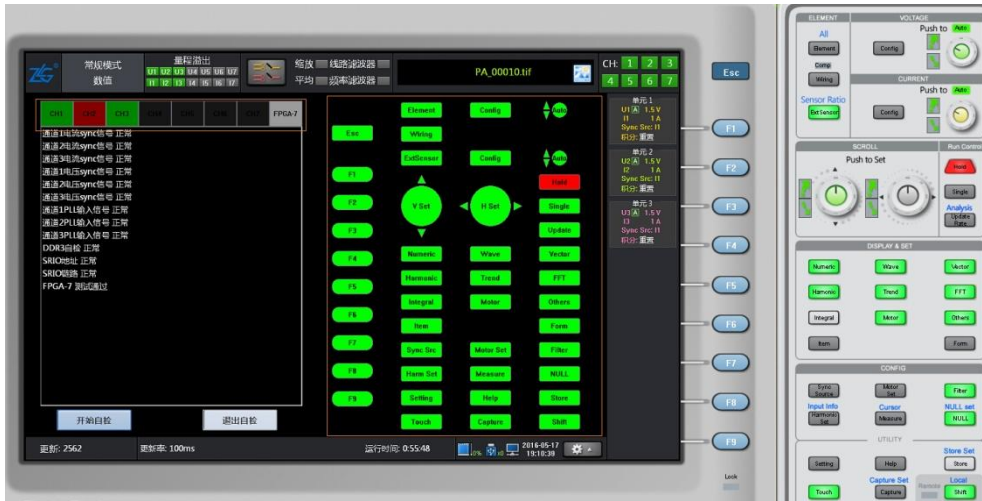 ZLG
常规模式
数值
量程溢出
U1 U2 U3 U4 U5 U6 U7
I1 I2 I3 I4 I5 I6 I7
缩放 线路滤波器
平均 频率滤波器
PA_00010.tif
CH: 1 2 3
4 5 6 7
Esc
CH1 CH2 CH3 CH4 CH5 CH6 CH7 FPGA-7
通道1电流sync信号 正常
通道2电流sync信号 正常
通道3电流sync信号 正常
通道1电压sync信号 正常
通道2电压sync信号 正常
通道3电压sync信号 正常
通道1PLL输入信号 正常
通道2PLL输入信号 正常
通道3PLL输入信号 正常
DDR3自检 正常
SRIO地址 正常
SRIO链路 正常
FPGA-7 测试通过
开始自检 退出自检
Element Config Auto
Esc Wiring
ExtSensor Config Auto
F1 Hold
F2 V Set H Set Single
F3 Update
F4 Numeric Wave Vector
F5 Harmonic Trend FFT
Integral Motor Others
F6 Item Form
F7 Sync Src Motor Set Filter
F8 Harm Set Measure NULL
F9 Setting Help Store
Touch Capture Shift
单元 1
U1 A 1.5 V
I1 1 A
Sync Src: I1
积分: 重置
单元 2
U2 A 1.5 V
I2 1 A
Sync Src: I1
积分: 重置
单元 3
U3 A 1.5 V
I3 1 A
Sync Src: I1
积分: 重置
更新: 2562 更新率: 100ms 运行时间: 0:55:48
2016-05-17
19:10:39
F1
F2
F3
F4
F5
F6
F7
F8
F9
Lock
ELEMENT VOLTAGE
All Push to Auto
Element Config
Comp
Wiring CURRENT
Sensor Ratio Push to Auto
ExtSensor Config
SCROLL Run Control
Push to Set
Hold
Single
Analysis
Update Rate
DISPLAY & SET
Numeric Wave Vector
Harmonic Trend FFT
Integral Motor Others
Item Form
CONFIG
Sync Source Motor Set Filter
Input Info Cursor NULL set
Harmonic Set Measure NULL
UTILITY
Store Set
Setting Help Store
Capture Set Remote Local
Touch Capture Shift